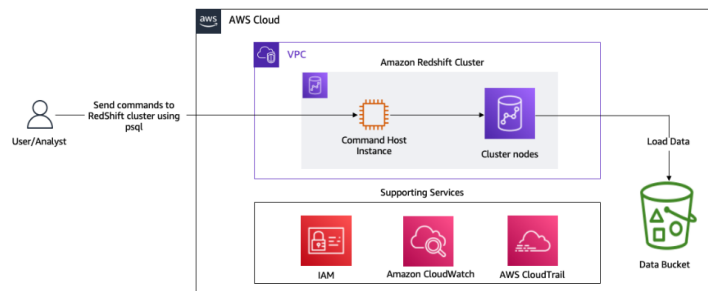 aws
AWS Cloud
VPC
Amazon Redshift Cluster
Send commands to
RedShift cluster using
psql
User/Analyst
Command Host
Instance
Cluster nodes
Load Data
Supporting Services
IAM
Amazon CloudWatch
AWS CloudTrail
Data Bucket